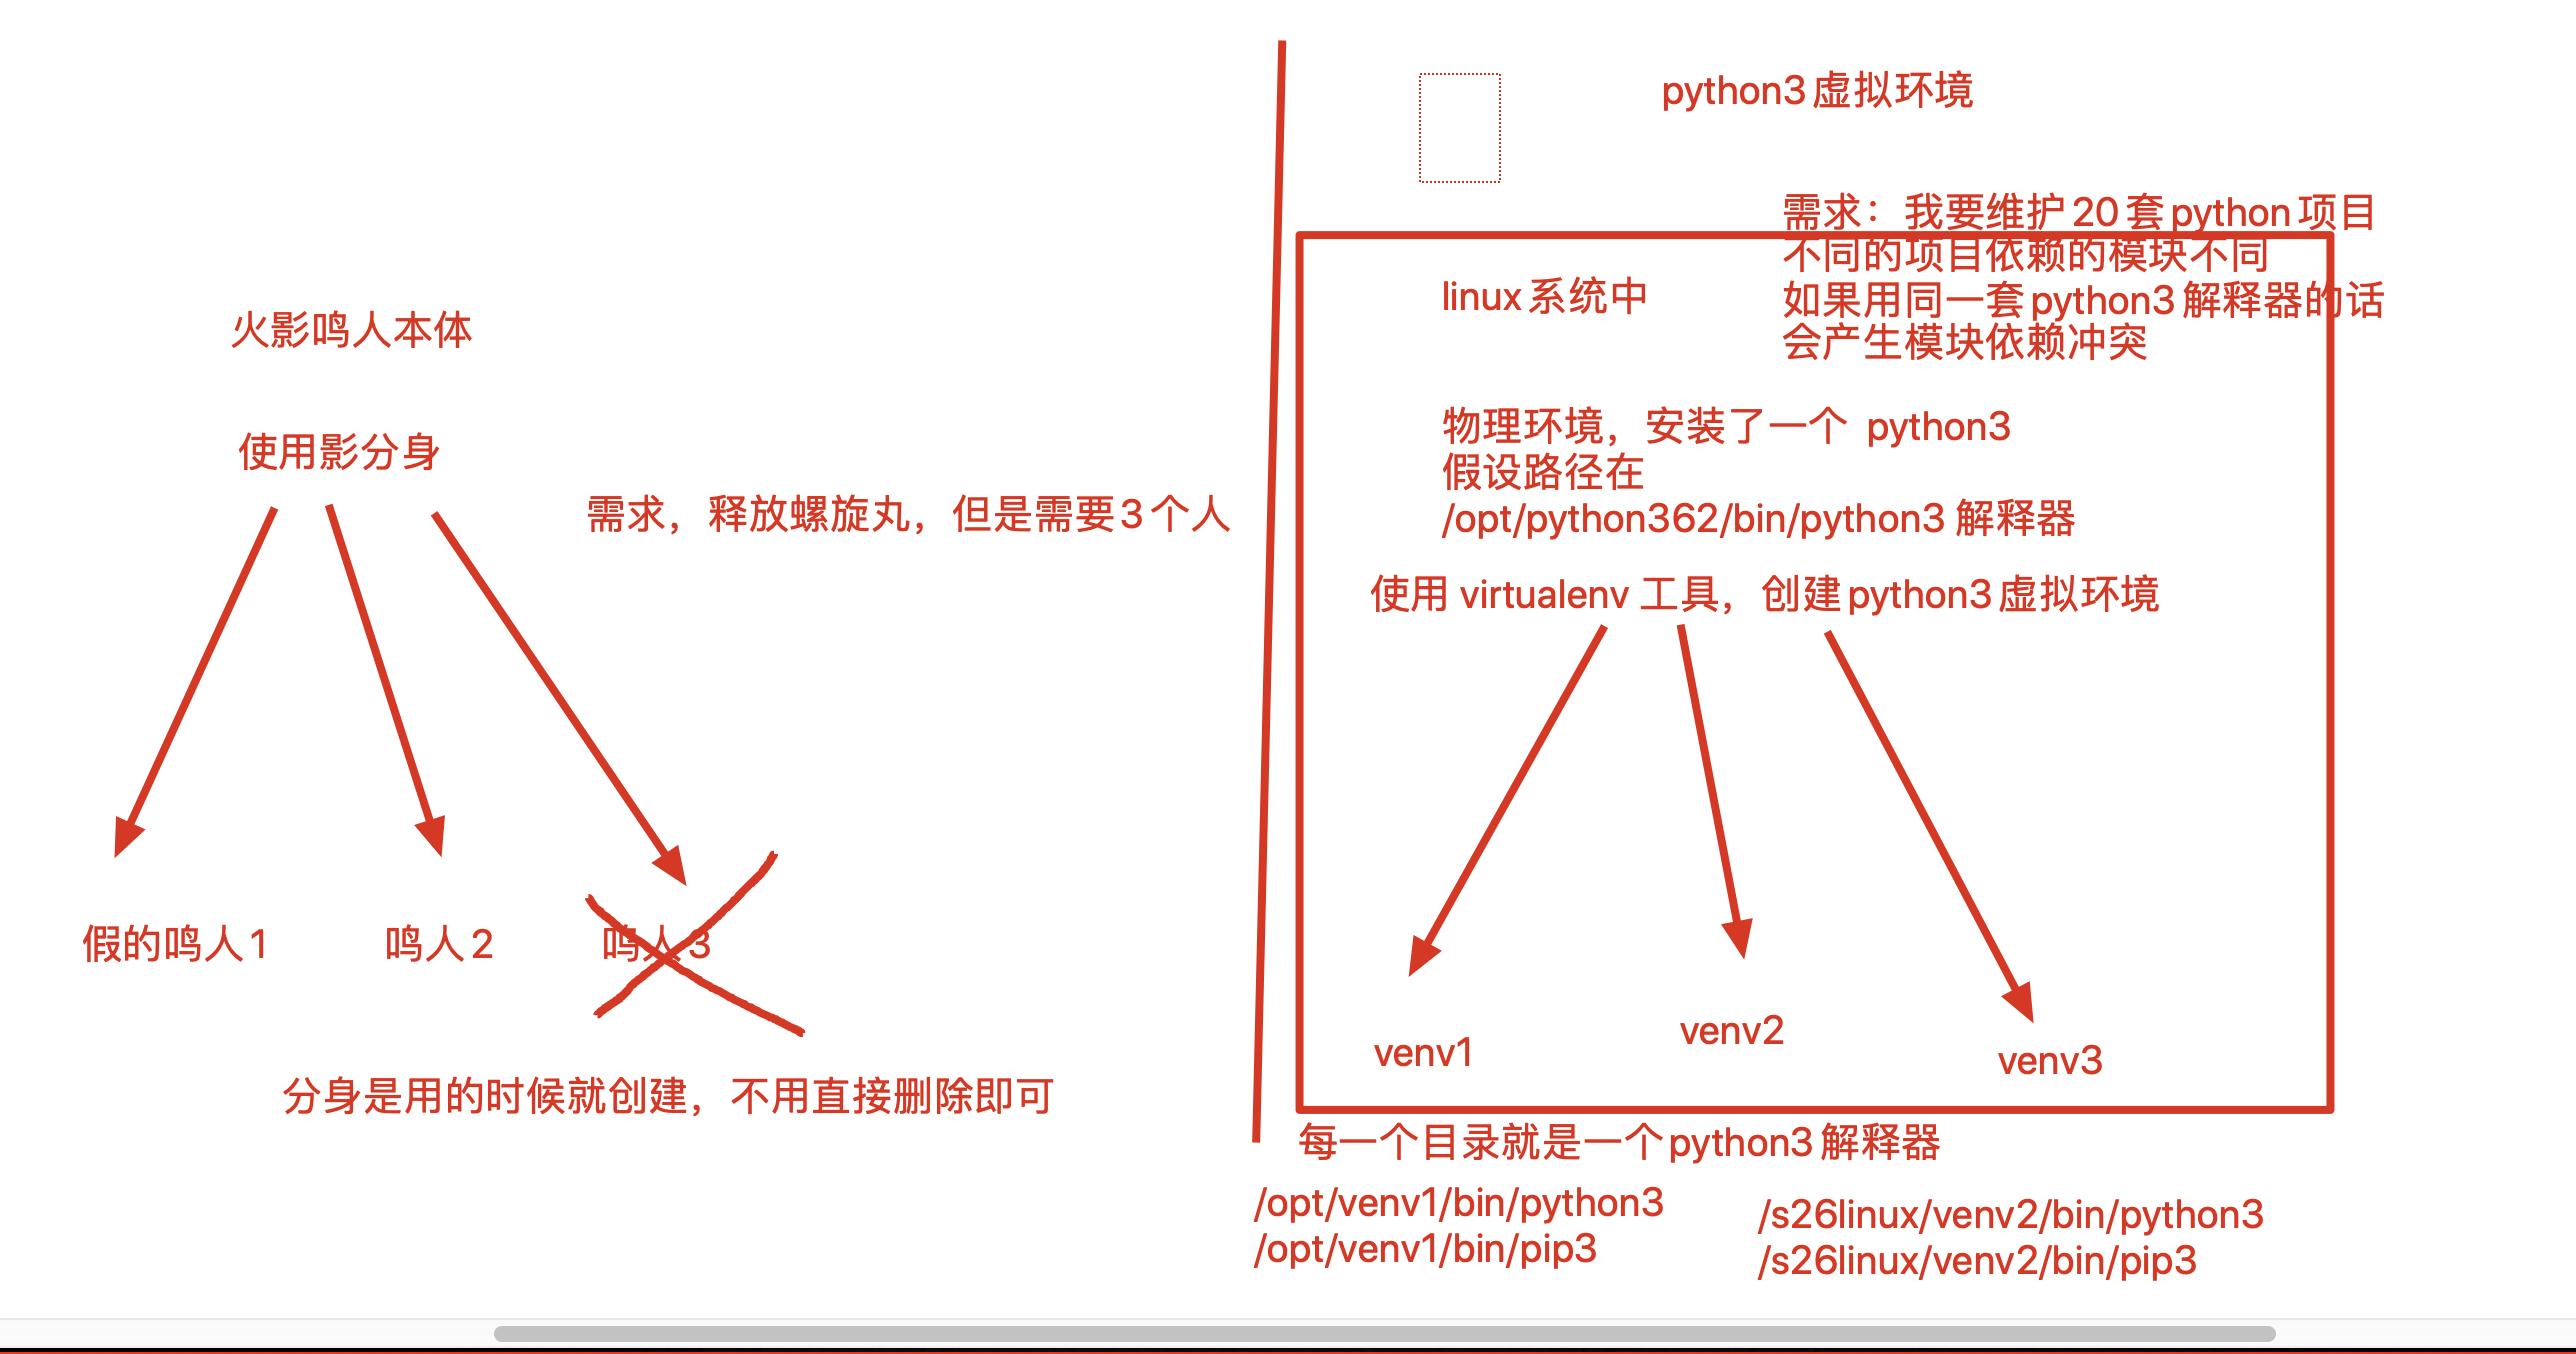 火影鸣人本体
使用影分身
需求，释放螺旋丸，但是需要3个人
假的鸣人1
鸣人2
鸣人3
分身是用的时候就创建，不用直接删除即可
python3虚拟环境
需求：我要维护20套python项目
不同的项目依赖的模块不同
如果用同一套python3解释器的话
会产生模块依赖冲突
linux系统中
物理环境，安装了一个 python3
假设路径在
/opt/python362/bin/python3 解释器
使用 virtualenv 工具，创建python3虚拟环境
venv1
venv2
venv3
每一个目录就是一个python3解释器
/opt/venv1/bin/python3
/opt/venv1/bin/pip3
/s26linux/venv2/bin/python3
/s26linux/venv2/bin/pip3